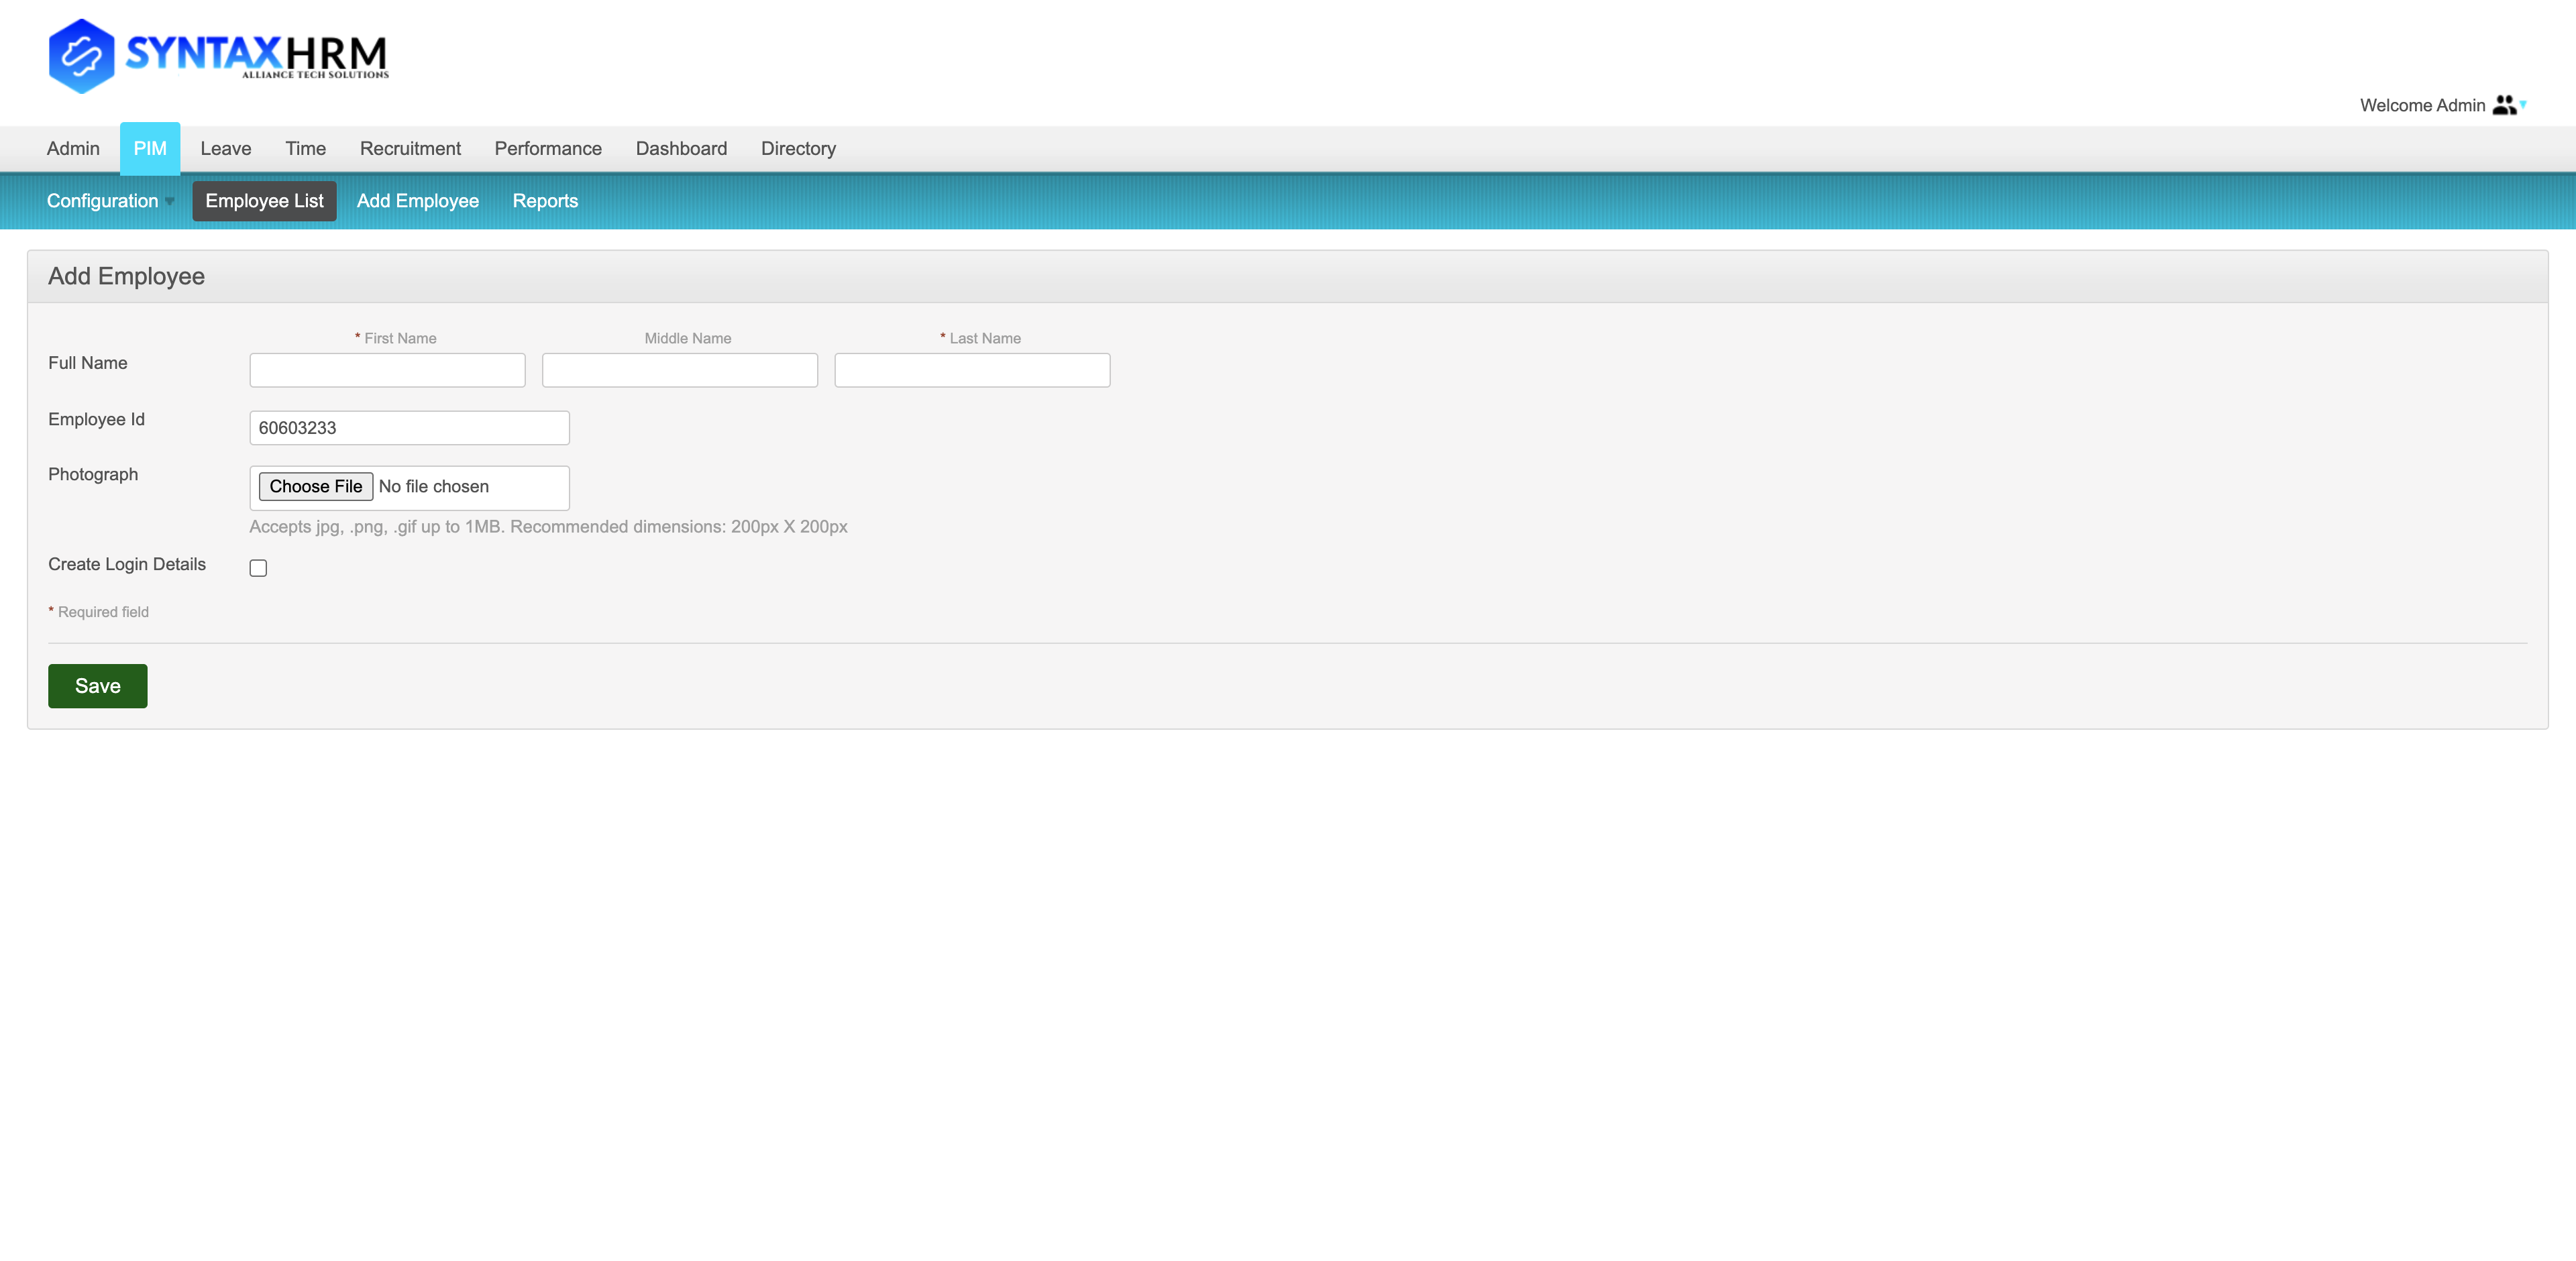 SYNTAXHRM
ALLIANCE TECH SOLUTIONS
Welcome Admin
Admin PIM Leave Time Recruitment Performance Dashboard Directory
Configuration Employee List Add Employee Reports
Add Employee
* First Name Middle Name * Last Name
Full Name
Employee Id 60603233
Photograph Choose File No file chosen
Accepts jpg, .png, .gif up to 1MB. Recommended dimensions: 200px X 200px
Create Login Details
* Required field
Save